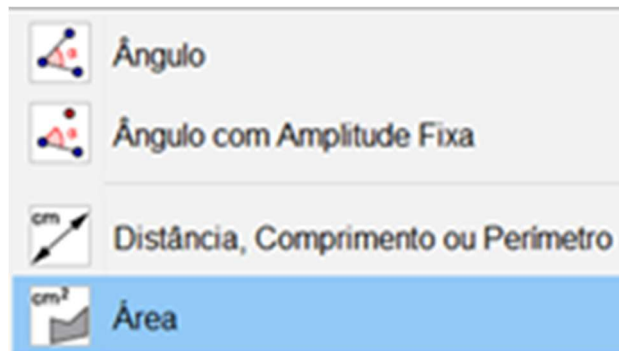 α
Ângulo
α
Ângulo com Amplitude Fixa
cm
Distância, Comprimento ou Perímetro
cm²
Área